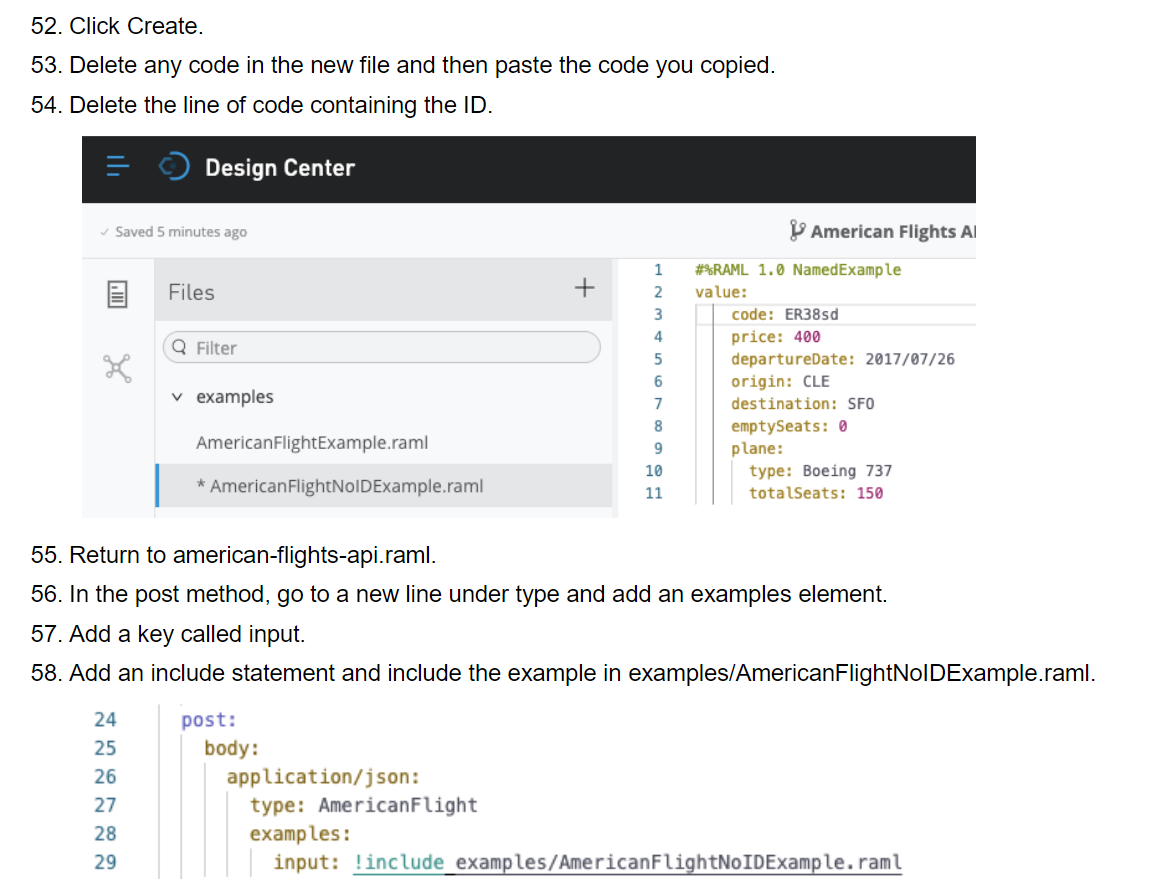 52. Click Create.
53. Delete any code in the new file and then paste the code you copied.
54. Delete the line of code containing the ID.
Design Center
✓ Saved 5 minutes ago
American Flights AI
Files +
Filter
examples
AmericanFlightExample.raml
* AmericanFlightNoIDExample.raml
1 #%RAML 1.0 NamedExample
2 value:
3 code: ER38sd
4 price: 400
5 departureDate: 2017/07/26
6 origin: CLE
7 destination: SFO
8 emptySeats: 0
9 plane:
10 type: Boeing 737
11 totalSeats: 150
55. Return to american-flights-api.raml.
56. In the post method, go to a new line under type and add an examples element.
57. Add a key called input.
58. Add an include statement and include the example in examples/AmericanFlightNoIDExample.raml.
24 post:
25 body:
26 application/json:
27 type: AmericanFlight
28 examples:
29 input: !include examples/AmericanFlightNoIDExample.raml